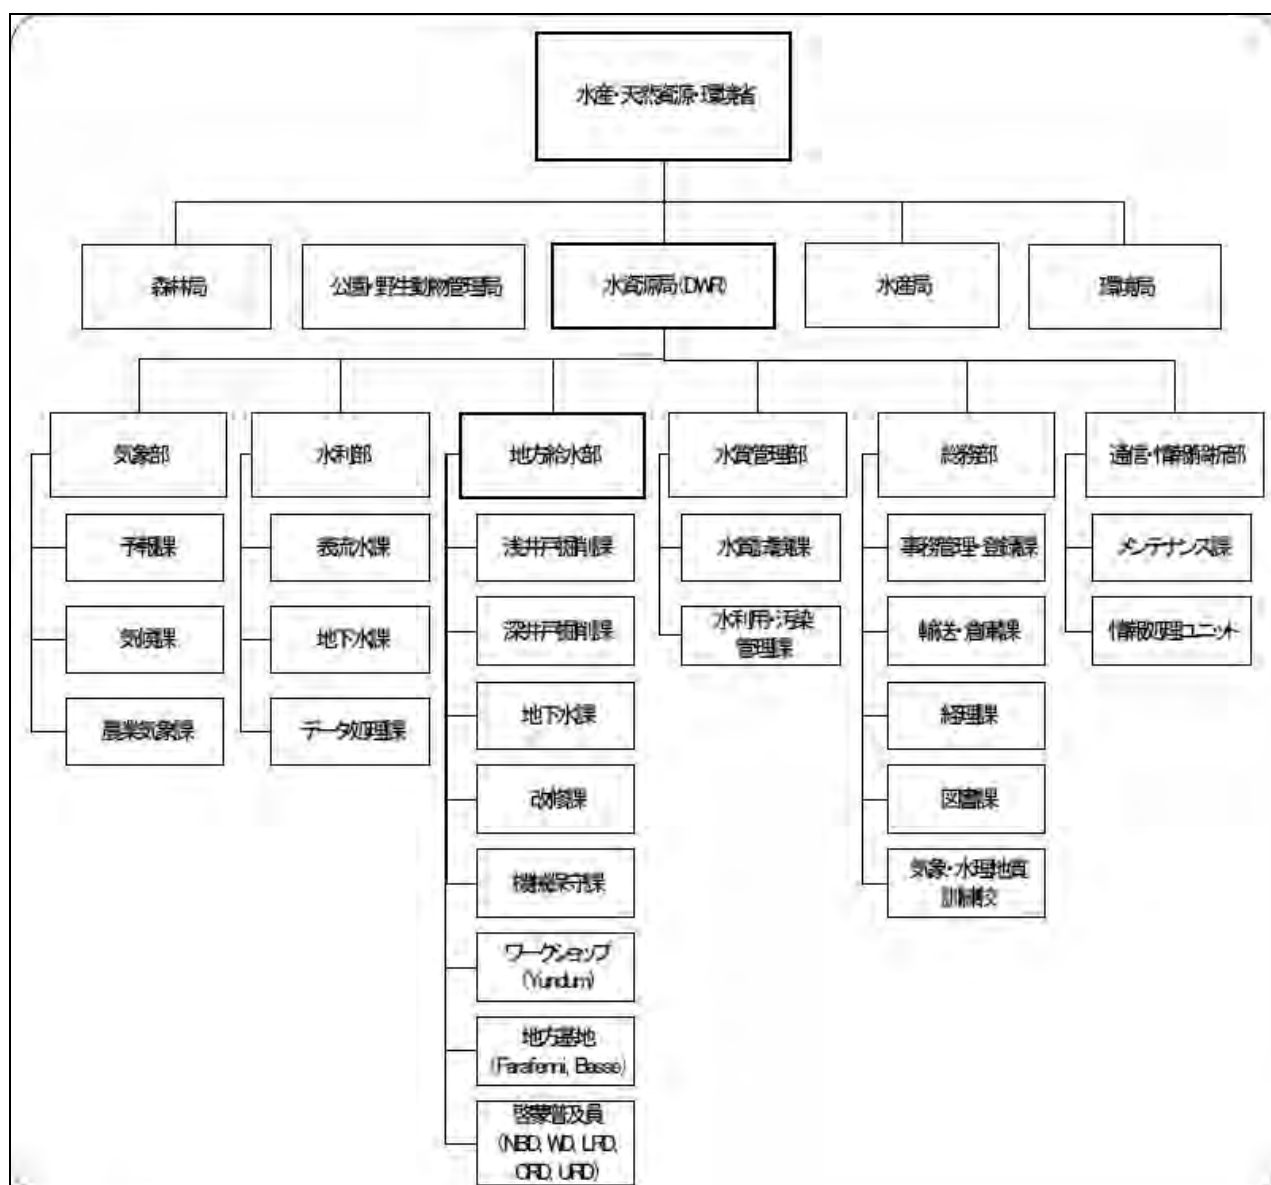 水産・天然資源・環境省
森林局
公園・野生動物管理局
水資源局(DWR)
水産局
環境局
気象部
水利部
地方給水部
水質管理部
総務部
通信・情報解析部
予報課
表流水課
浅井戸掘削課
水質試験課
事務管理・登録課
メンテナンス課
気候課
地下水課
深井戸掘削課
水利用・汚染
管理課
輸送・倉庫課
情報処理ユニット
農業気象課
データ処理課
地下水課
経理課
改修課
図書課
機械保守課
気象・水理地質
訓練校
ワークショップ
(Yundum)
地方基地
(Farafenni, Basse)
啓蒙普及員
(NBD, WD, LRD,
CRD, URD)